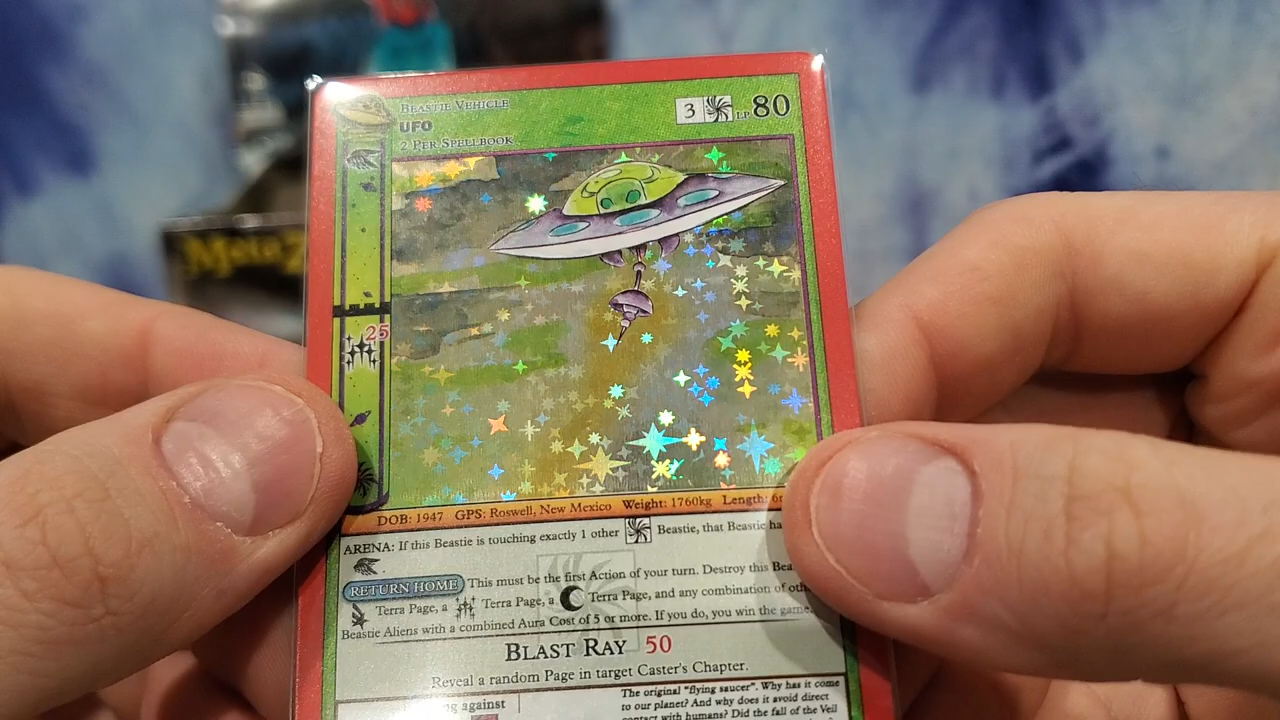 BEASTIE VEHICLE
UFO
2 PER SPELLBOOK
3 LP 80
25
DOB: 1947 GPS: Roswell, New Mexico Weight: 1760kg Length:
ARENA: If this Beastie is touching exactly 1 other Beastie, that Beastie
RETURN HOME This must be the first Action of your turn. Destroy this
Terra Page, a Terra Page, a Terra Page, and any combination of
Beastie Aliens with a combined Aura Cost of 5 or more. If you do, you win the game.
BLAST RAY 50
Reveal a random Page in target Caster's Chapter.
against
The original "flying saucer". Why has it come
to our planet? And why does it avoid direct
contact with humans? Did the fall of the Veil